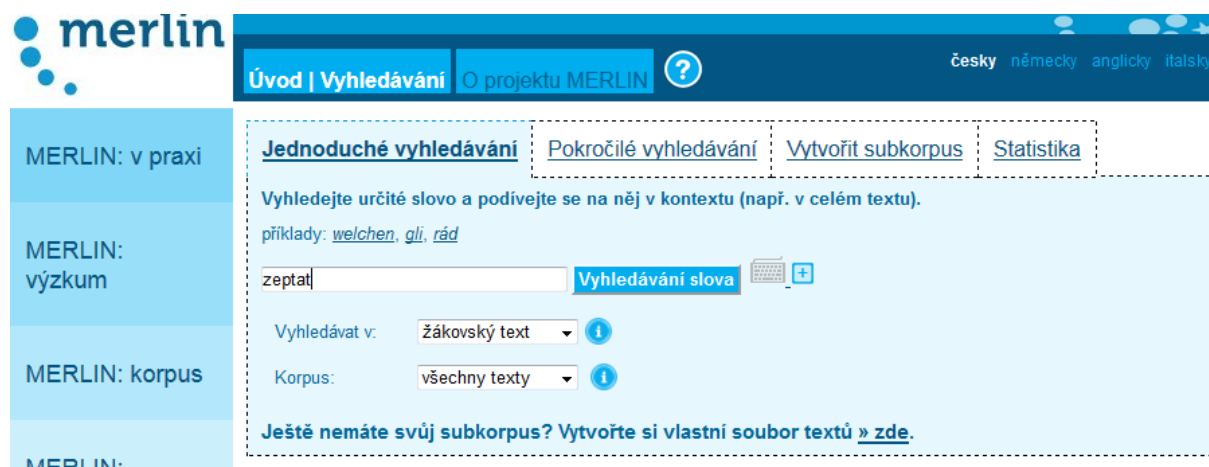 merlin
Úvod | Vyhledávání O projektu MERLIN ?
česky německy anglicky italsky
MERLIN: v praxi
MERLIN:
výzkum
MERLIN: korpus
MERLIN:
Jednoduché vyhledávání Pokročilé vyhledávání Vytvořit subkorpus Statistika
Vyhledejte určité slovo a podívejte se na něj v kontextu (např. v celém textu).
příklady: welchen, gli, rád
zeptat Vyhledávání slova +
Vyhledávat v: žákovský text i
Korpus: všechny texty i
Ještě nemáte svůj subkorpus? Vytvořte si vlastní soubor textů » zde.